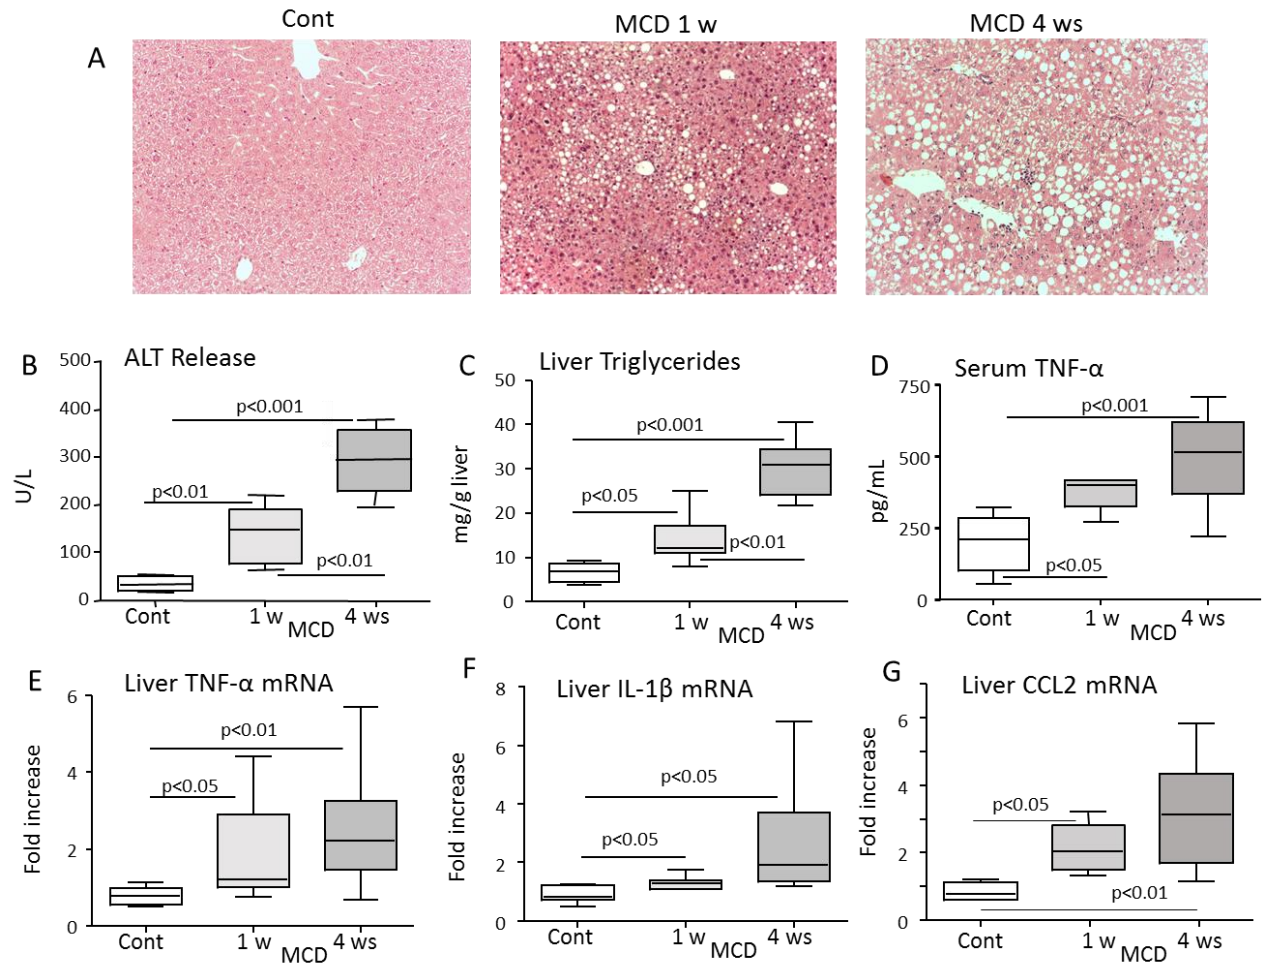 Cont
MCD 1 w
MCD 4 ws
A
B
ALT Release
500
400
300
200
100
0
U/L
p<0.001
p<0.01
p<0.01
Cont
1 w
4 ws
MCD
C
Liver Triglycerides
50
40
30
20
10
0
mg/g liver
p<0.001
p<0.05
p<0.01
Cont
1 w
4 ws
MCD
D
Serum TNF-α
750
500
250
0
pg/mL
p<0.001
p<0.05
Cont
1 w
4 ws
MCD
E
Liver TNF-α mRNA
6
4
2
0
Fold increase
p<0.01
p<0.05
Cont
1 w
4 ws
MCD
F
Liver IL-1β mRNA
8
6
4
2
0
Fold increase
p<0.05
p<0.05
Cont
1 w
4 ws
MCD
G
Liver CCL2 mRNA
6
4
2
0
Fold increase
p<0.05
p<0.01
Cont
1 w
4 ws
MCD